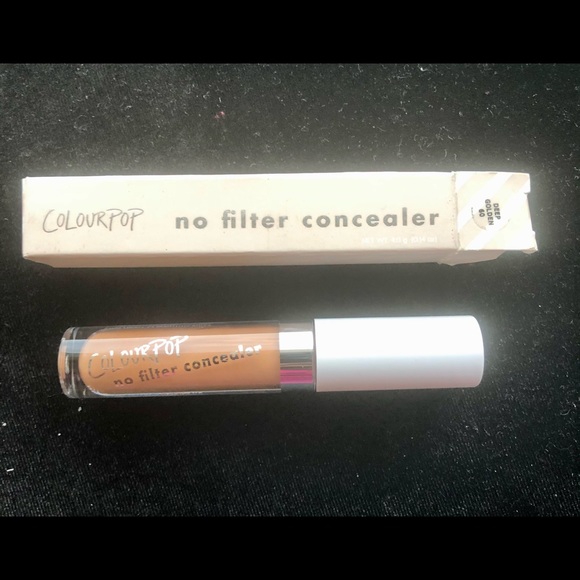 COLOURPOP
no filter concealer
DEEP
GOLDEN
60
COLOURPOP
no filter concealer